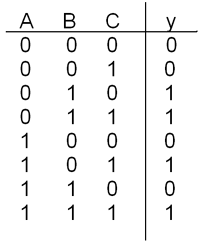 A B C y
0 0 0 0
0 0 1 0
0 1 0 1
0 1 1 1
1 0 0 0
1 0 1 1
1 1 0 0
1 1 1 1